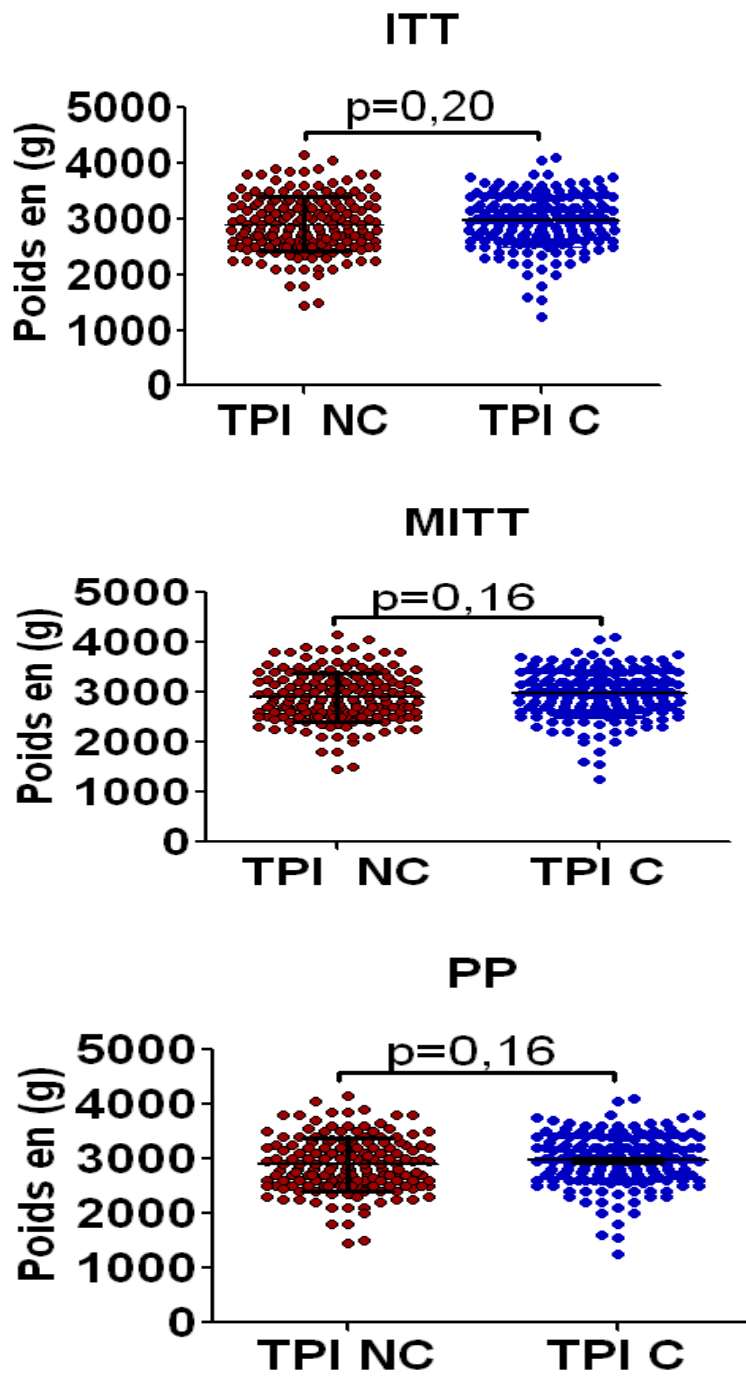 ITT
p=0,20
Poids en (g)
5000
4000
3000
2000
1000
0
TPI NC
TPI C
MITT
p=0,16
Poids en (g)
5000
4000
3000
2000
1000
0
TPI NC
TPI C
PP
p=0,16
Poids en (g)
5000
4000
3000
2000
1000
0
TPI NC
TPI C